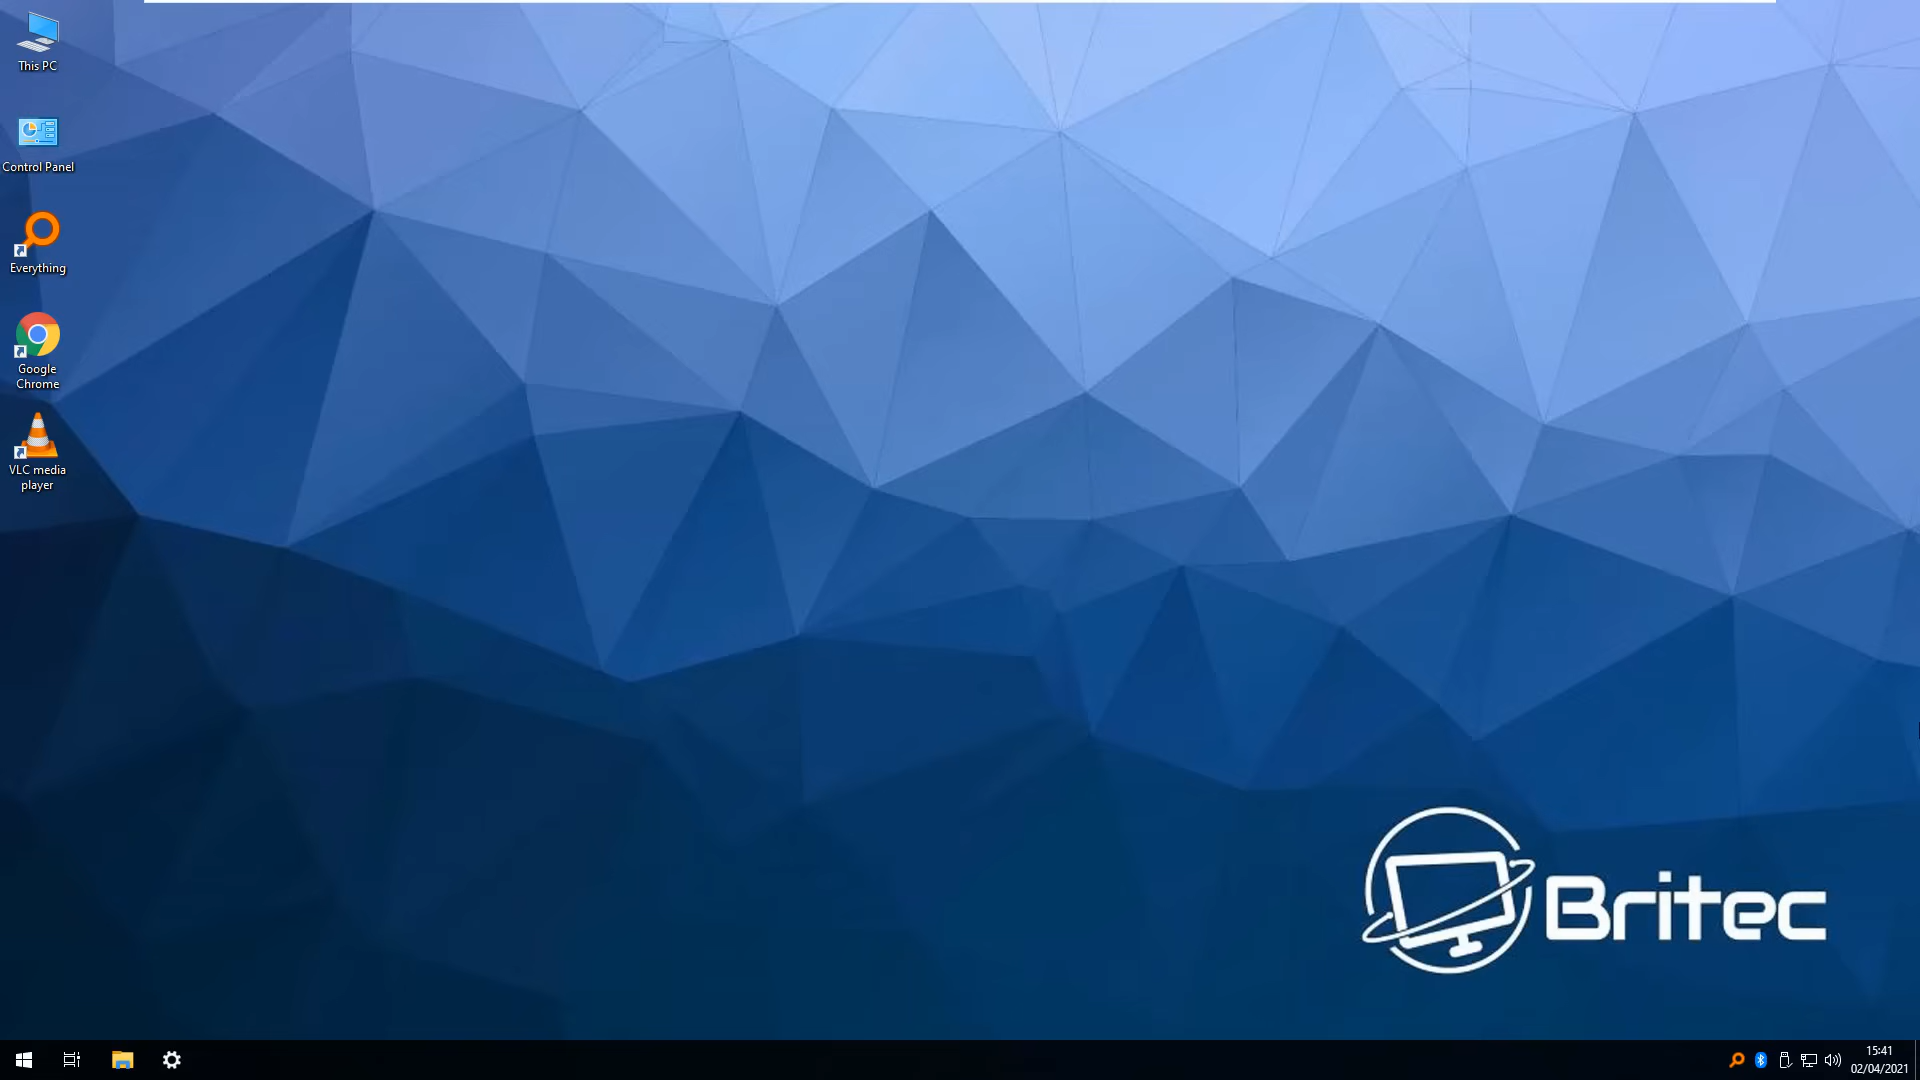 This PC
Control Panel
Everything
Google
Chrome
VLC media
player
Britec
15:41
02/04/2021